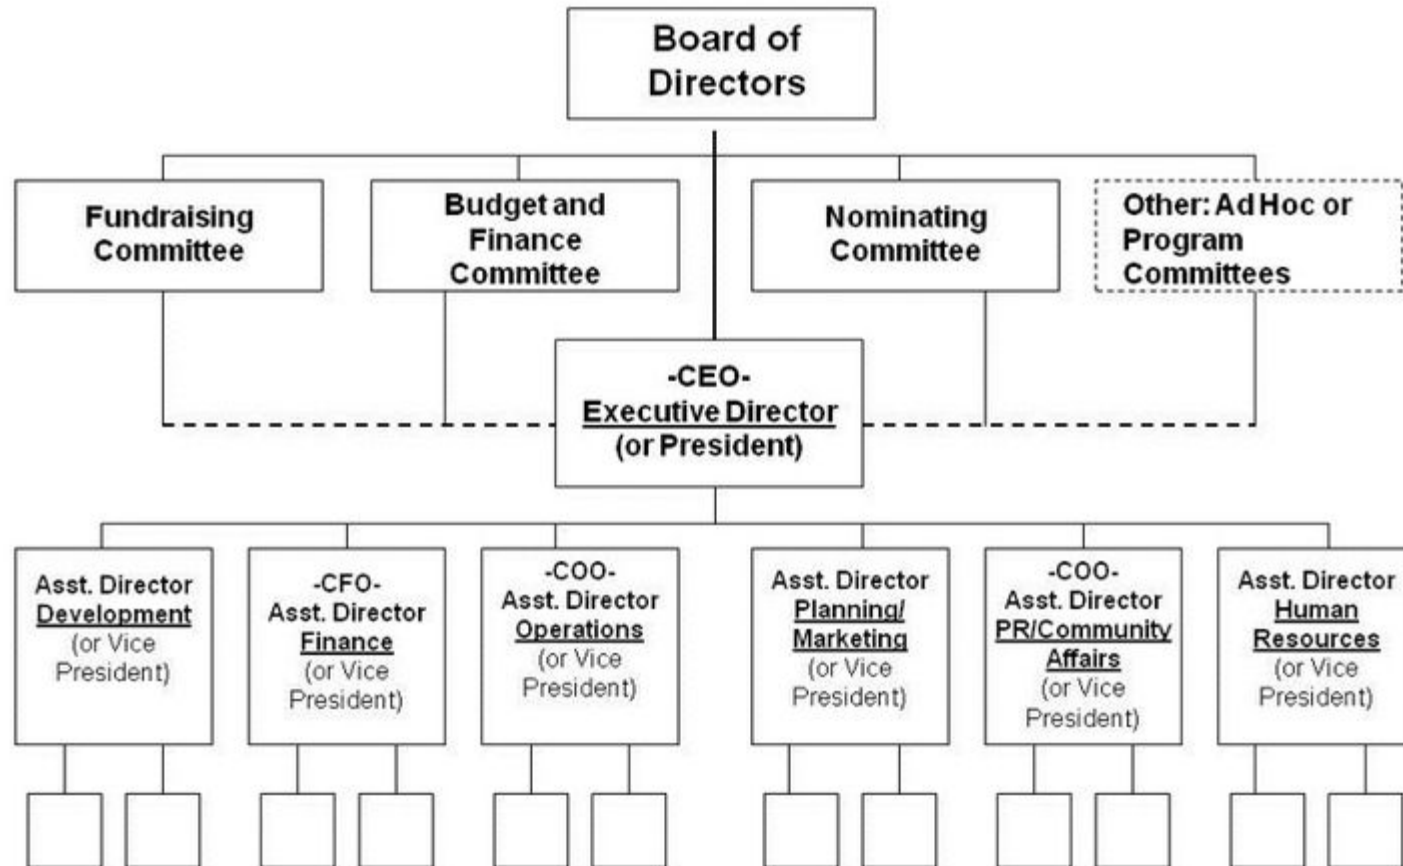 Board of
Directors
Fundraising
Committee
Budget and
Finance
Committee
Nominating
Committee
Other: Ad Hoc or
Program
Committees
-CEO-
Executive Director
(or President)
Asst. Director
Development
(or Vice
President)
-CFO-
Asst. Director
Finance
(or Vice
President)
-COO-
Asst. Director
Operations
(or Vice
President)
Asst. Director
Planning/
Marketing
(or Vice
President)
-COO-
Asst. Director
PR/Community
Affairs
(or Vice
President)
Asst. Director
Human
Resources
(or Vice
President)